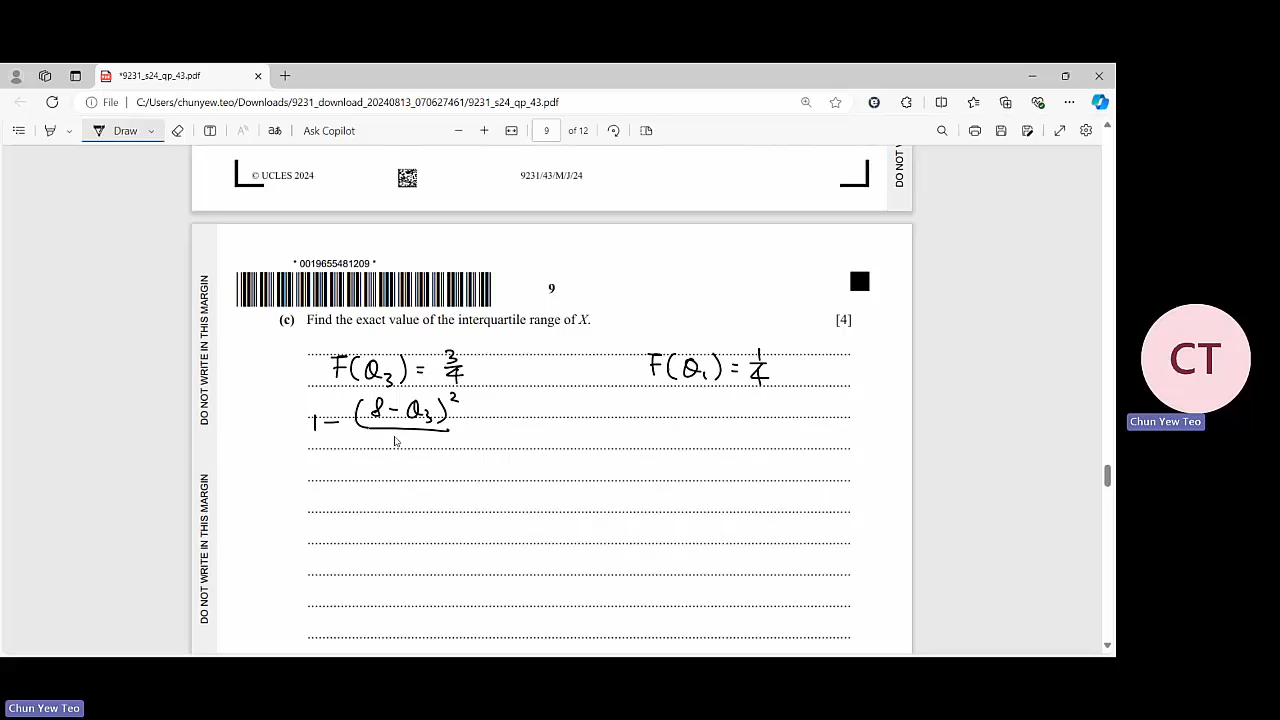 *9231_s24_qp_43.pdf
File C:/Users/chunyew.teo/Downloads/9231_download_20240813_070627461/9231_s24_qp_43.pdf
Draw Ask Copilot 9 of 12
© UCLES 2024 9231/43/M/J/24
DO NOT
* 0019655481209 *
9
DO NOT WRITE IN THIS MARGIN
DO NOT WRITE IN THIS MARGIN
(c) Find the exact value of the interquartile range of X. [4]
F(Q₃) = 3/4 F(Q₁) = 1/4
1 - (8 - Q₃)²
CT
Chun Yew Teo
Chun Yew Teo